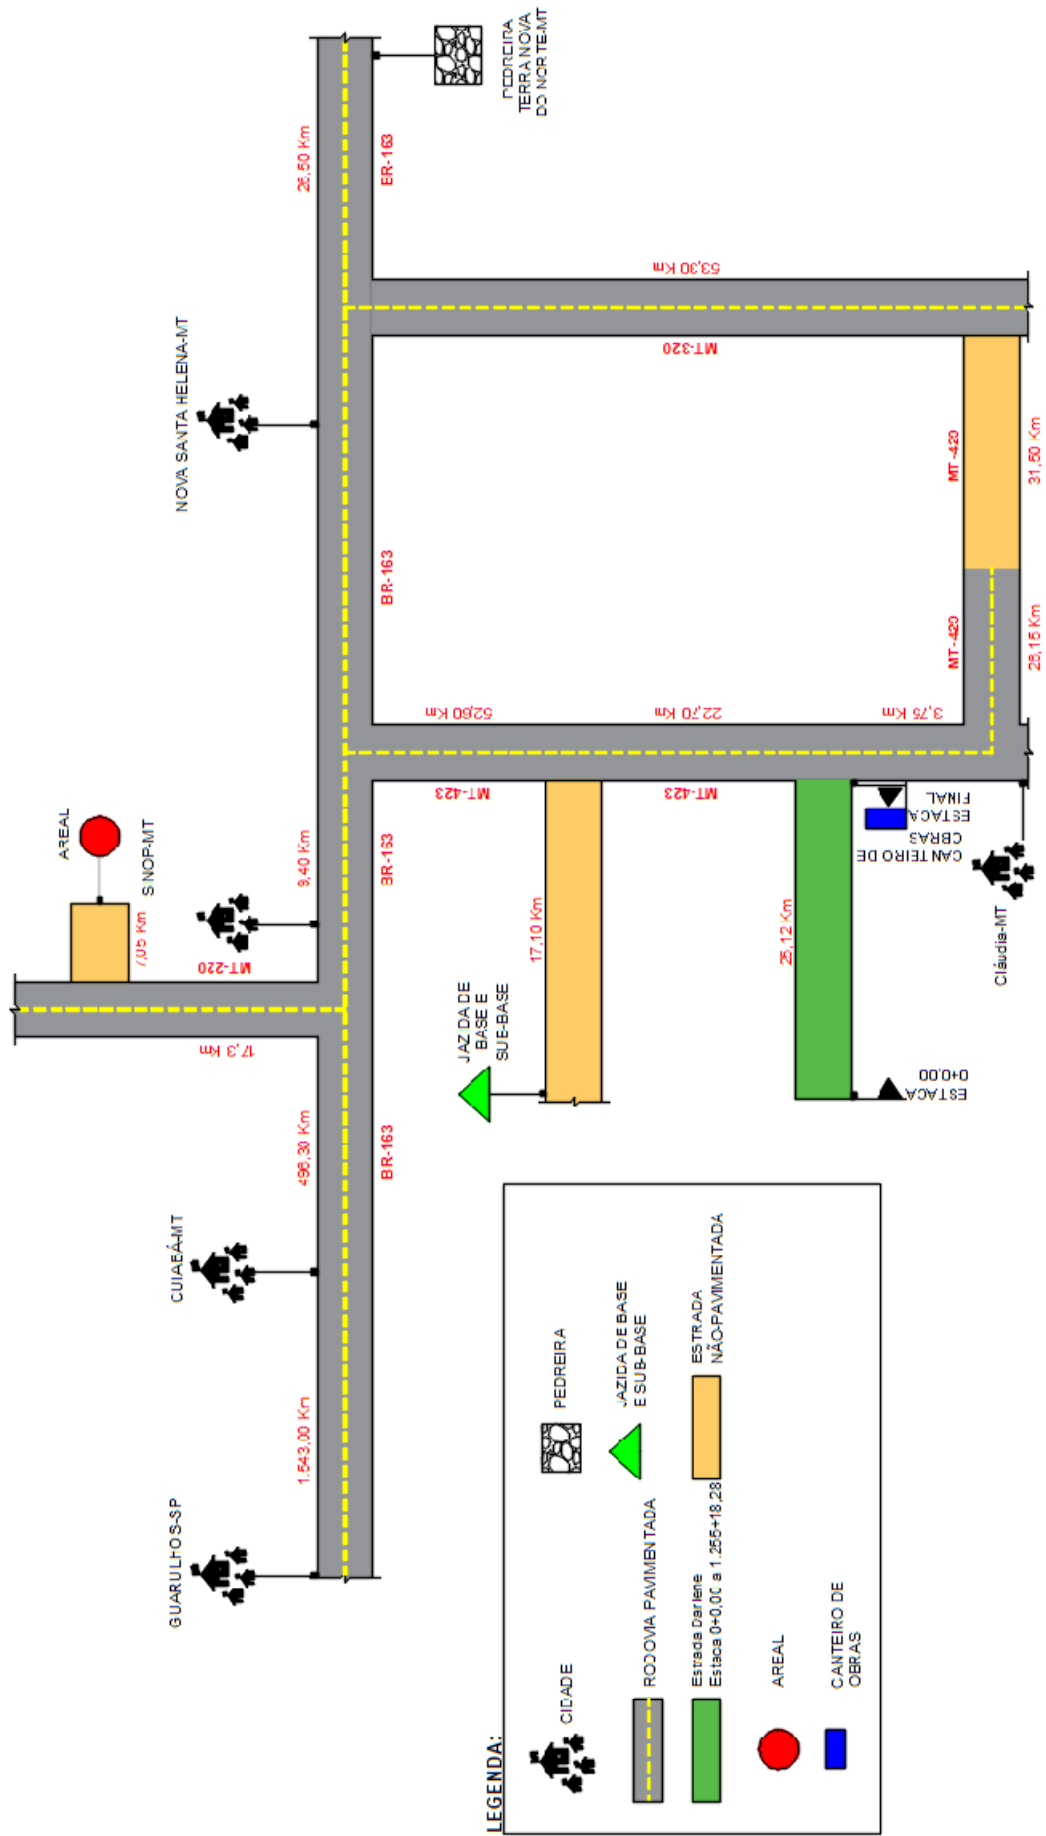 GUARULHOS-SP
CUIABÁ-MT
NOVA SANTA HELENA-MT
AREAL
SINOP-MT
PEDREIRA
TERRA NOVA
DO NORTE-MT
1.543,00 Km
496,30 Km
17,3 Km
MT-220
7,05 Km
9,40 Km
26,50 Km
BR-163
BR-163
BR-163
BR-163
JAZIDA DE
BASE E
SUB-BASE
17,10 Km
MT-423
52,60 Km
MT-423
22,70 Km
3,75 Km
25,12 Km
ESTACA
0+0,00
CANTEIRO DE
OBRAS
ESTACA
FINAL
Cláudia-MT
MT-320
53,30 Km
MT-420
MT-420
28,15 Km
31,50 Km
LEGENDA:
CIDADE
PEDREIRA
RODOVIA PAVIMENTADA
JAZIDA DE BASE
E SUB-BASE
Estrada Darlene
Estaca 0+0,00 a 1.255+18,28
ESTRADA
NÃO-PAVIMENTADA
AREAL
CANTEIRO DE
OBRAS